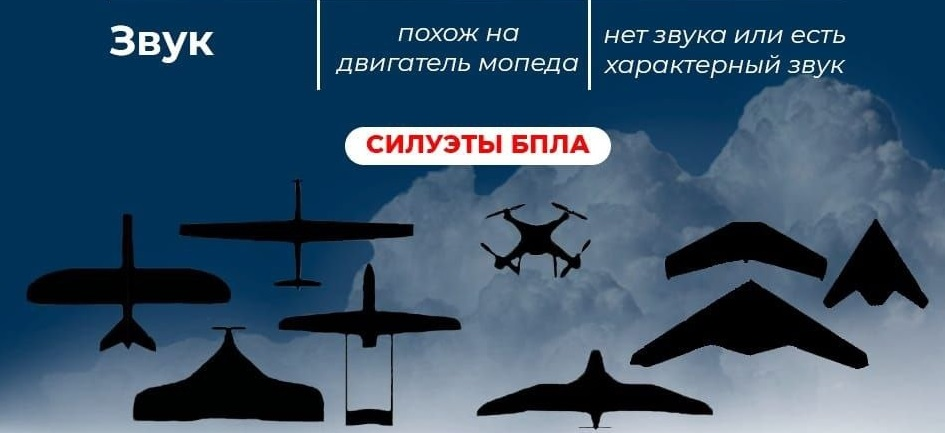 Звук
похож на
двигатель мопеда
нет звука или есть
характерный звук
СИЛУЭТЫ БПЛА